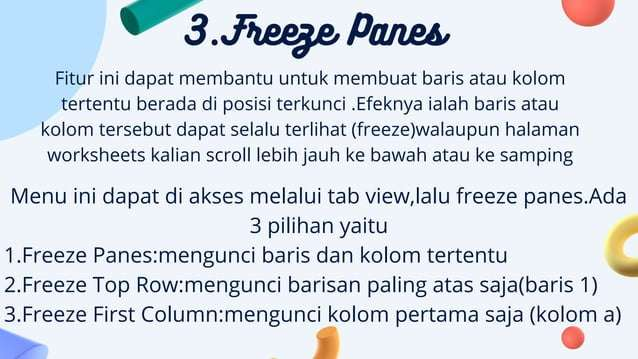 3.Freeze Panes
Fitur ini dapat membantu untuk membuat baris atau kolom
tertentu berada di posisi terkunci .Efeknya ialah baris atau
kolom tersebut dapat selalu terlihat (freeze)walaupun halaman
worksheets kalian scroll lebih jauh ke bawah atau ke samping
Menu ini dapat di akses melalui tab view,lalu freeze panes.Ada
3 pilihan yaitu
1.Freeze Panes:mengunci baris dan kolom tertentu
2.Freeze Top Row:mengunci barisan paling atas saja(baris 1)
3.Freeze First Column:mengunci kolom pertama saja (kolom a)